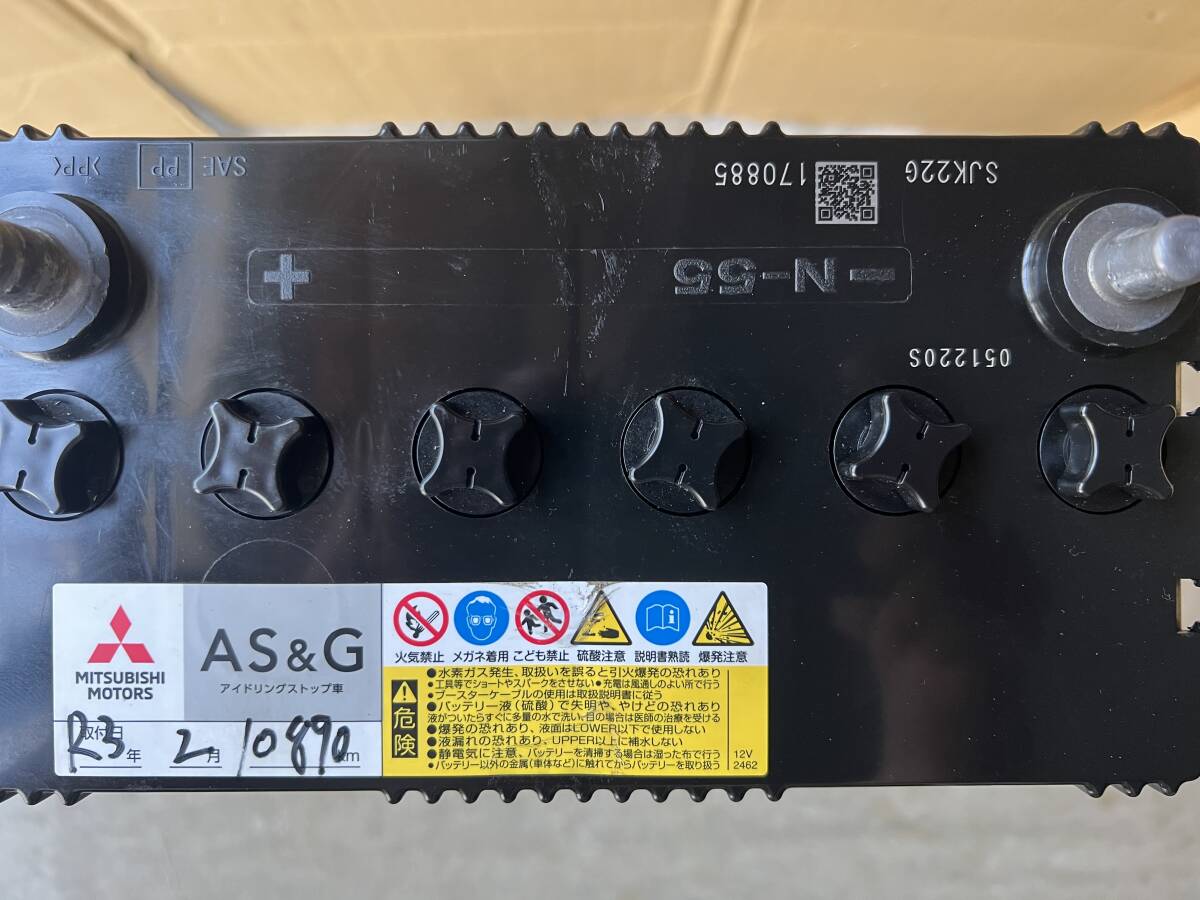 SAE PP >PP<
SJK22G 170885
– N-55 +
051220S
MITSUBISHI
MOTORS
AS&G
アイドリングストップ車
取付日
R3年 2月 10890km
火気禁止 メガネ着用 こども禁止 硫酸注意 説明書熟読 爆発注意
危険
●水素ガス発生、取扱いを誤ると引火爆発の恐れあり
●工具等でショートやスパークをさせない ●充電は風通しのよい所で行う
●ブースターケーブルの使用は取扱説明書に従う
●バッテリー液(硫酸)で失明や、やけどの恐れあり
液がついたらすぐに多量の水で洗い、目の場合は医師の治療を受ける
●爆発の恐れあり、液面はLOWER以下で使用しない
●液漏れの恐れあり、UPPER以上に補水しない
●静電気に注意、バッテリーを清掃する場合は湿った布で行う
●バッテリー以外の金属(車体など)に触れてからバッテリーを取り扱う
12V
2462